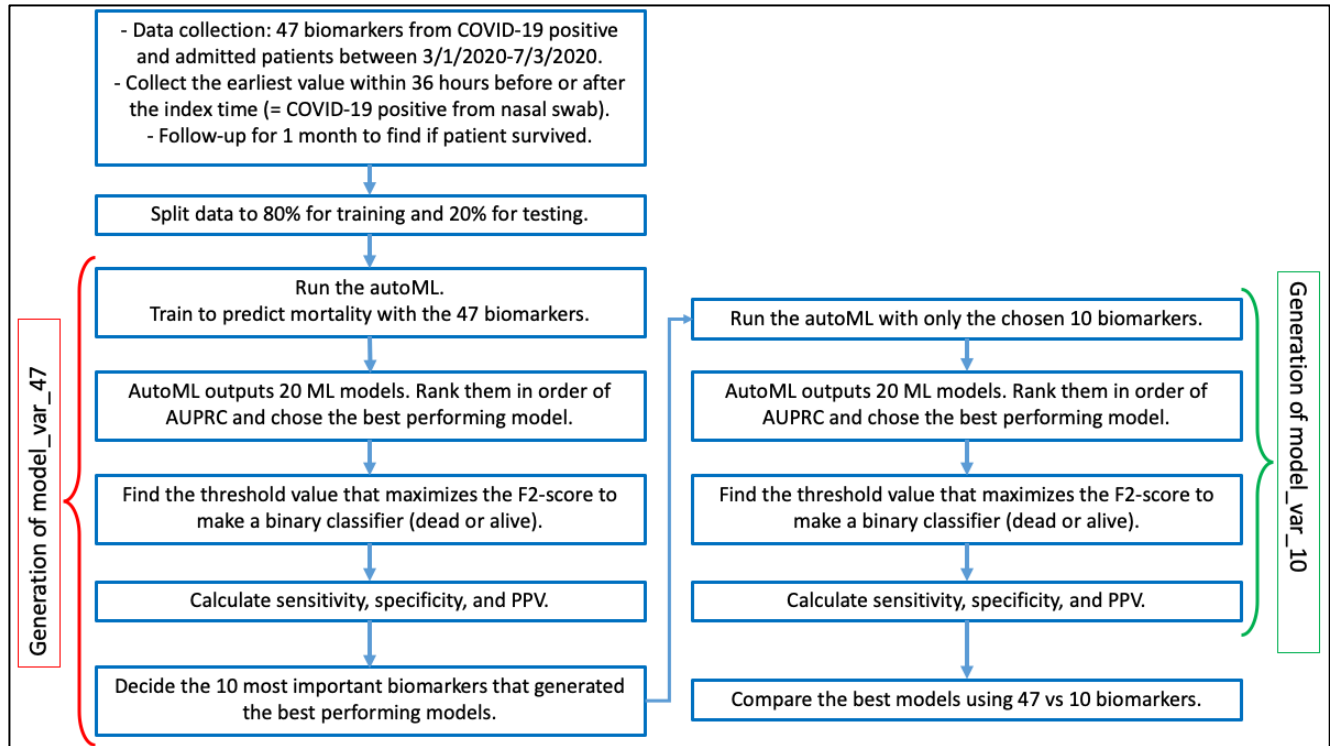 - Data collection: 47 biomarkers from COVID-19 positive
and admitted patients between 3/1/2020-7/3/2020.
- Collect the earliest value within 36 hours before or after
the index time (= COVID-19 positive from nasal swab).
- Follow-up for 1 month to find if patient survived.
Split data to 80% for training and 20% for testing.
Generation of model_var_47
Run the autoML.
Train to predict mortality with the 47 biomarkers.
AutoML outputs 20 ML models. Rank them in order of
AUPRC and chose the best performing model.
Find the threshold value that maximizes the F2-score to
make a binary classifier (dead or alive).
Calculate sensitivity, specificity, and PPV.
Decide the 10 most important biomarkers that generated
the best performing models.
Run the autoML with only the chosen 10 biomarkers.
AutoML outputs 20 ML models. Rank them in order of
AUPRC and chose the best performing model.
Find the threshold value that maximizes the F2-score to
make a binary classifier (dead or alive).
Calculate sensitivity, specificity, and PPV.
Compare the best models using 47 vs 10 biomarkers.
Generation of model_var_10